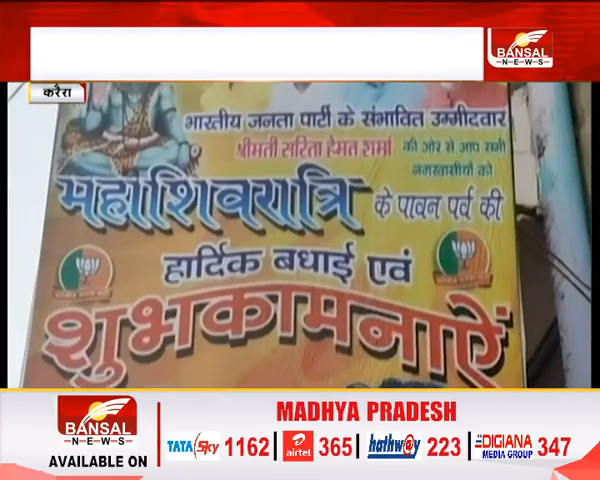 BANSAL
NEWS
करैरा
भारतीय जनता पार्टी के संभावित उम्मीदवार
श्रीमती सरिता हेमंत शर्मा की ओर से आप सभी
नगरवासीयों को
महाशिवरात्रि के पावन पर्व की
हार्दिक बधाई एवं
शुभकामनाऐं
BANSAL
NEWS
AVAILABLE ON
MADHYA PRADESH
TATA Sky 1162 airtel 365 hathway 223 DIGIANA MEDIA GROUP 347